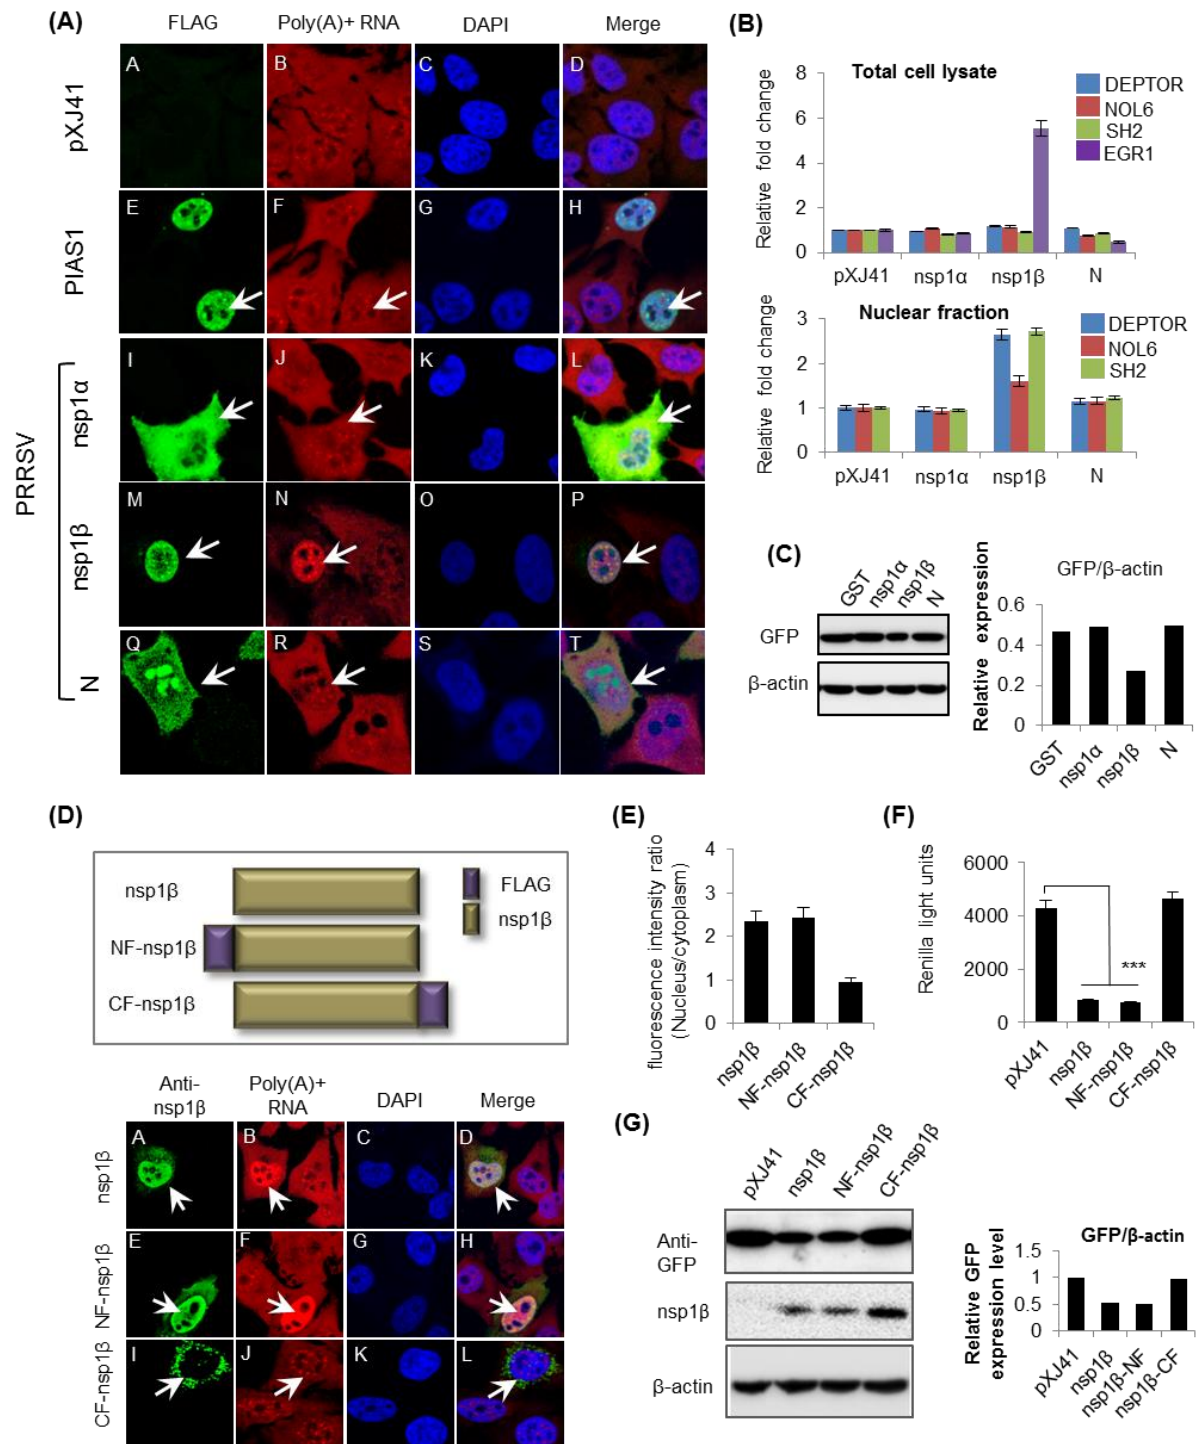 (A)
FLAG Poly(A)+ RNA DAPI Merge
pXJ41
A B C D
PIAS1
E F G H
PRRSV
nsp1α
I J K L
nsp1β
M N O P
N
Q R S T
(B)
Total cell lysate
Relative fold change
8
6
4
2
0
DEPTOR
NOL6
SH2
EGR1
pXJ41 nsp1α nsp1β N
Nuclear fraction
Relative fold change
3
2
1
0
DEPTOR
NOL6
SH2
pXJ41 nsp1α nsp1β N
(C)
GST nsp1α nsp1β N
GFP
β-actin
GFP/β-actin
Relative expression
0.6
0.4
0.2
0
GST nsp1α nsp1β N
(D)
nsp1β
NF-nsp1β
CF-nsp1β
FLAG
nsp1β
Anti-
nsp1β
Poly(A)+
RNA
DAPI
Merge
nsp1β
A B C D
NF-nsp1β
E F G H
CF-nsp1β
I J K L
(E)
fluorescence intensity ratio
(Nucleus/cytoplasm)
4
3
2
1
0
nsp1β NF-nsp1β CF-nsp1β
(F)
Renilla light units
6000
4000
2000
0
***
pXJ41 nsp1β NF-nsp1β CF-nsp1β
(G)
pXJ41 nsp1β NF-nsp1β CF-nsp1β
Anti-
GFP
nsp1β
β-actin
GFP/β-actin
Relative GFP
expression level
1.5
1
0.5
0
pXJ41 nsp1β nsp1β-NF nsp1β-CF